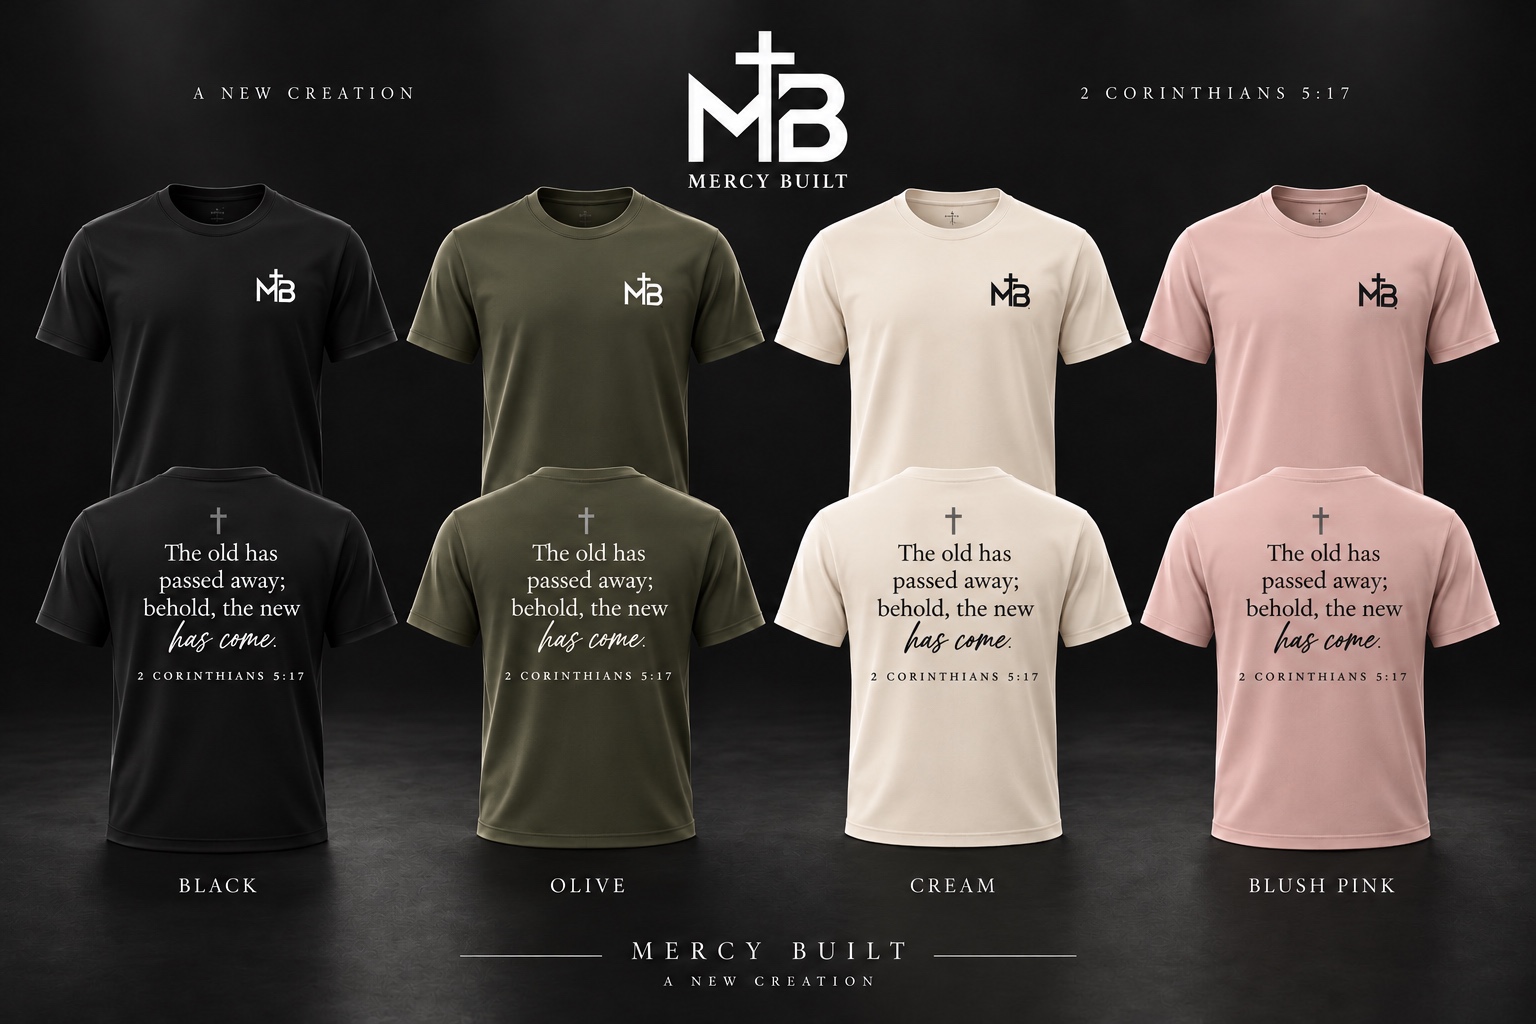 A NEW CREATION
MB
MERCY BUILT
2 CORINTHIANS 5:17
MB
MB
MB
MB
The old has
passed away;
behold, the new
has come.
2 CORINTHIANS 5:17
The old has
passed away;
behold, the new
has come.
2 CORINTHIANS 5:17
The old has
passed away;
behold, the new
has come.
2 CORINTHIANS 5:17
The old has
passed away;
behold, the new
has come.
2 CORINTHIANS 5:17
BLACK
OLIVE
CREAM
BLUSH PINK
MERCY BUILT
A NEW CREATION